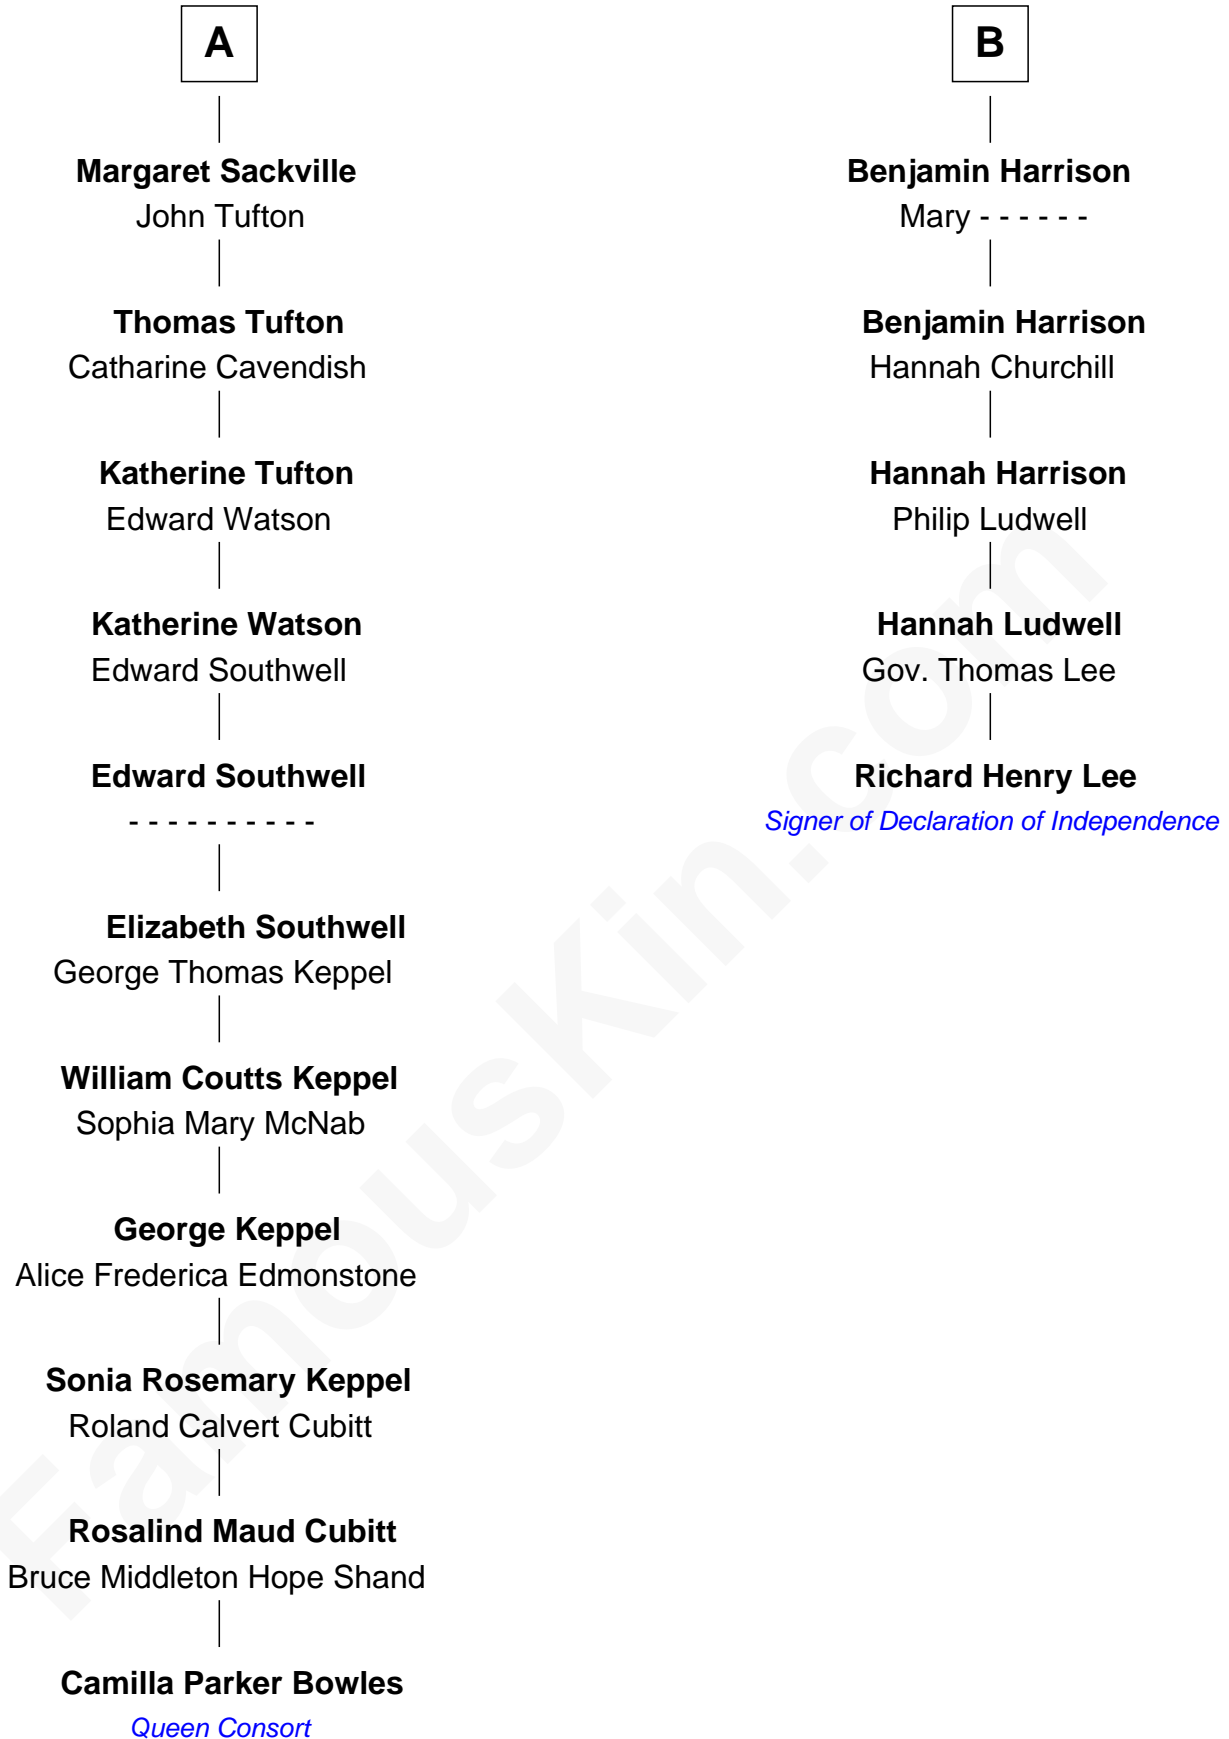 A
Margaret Sackville
John Tufton
Thomas Tufton
Catharine Cavendish
Katherine Tufton
Edward Watson
Katherine Watson
Edward Southwell
Edward Southwell
- - - - - - - - - -
Elizabeth Southwell
George Thomas Keppel
William Coutts Keppel
Sophia Mary McNab
George Keppel
Alice Frederica Edmonstone
Sonia Rosemary Keppel
Roland Calvert Cubitt
Rosalind Maud Cubitt
Bruce Middleton Hope Shand
Camilla Parker Bowles
Queen Consort
B
Benjamin Harrison
Mary - - - - - -
Benjamin Harrison
Hannah Churchill
Hannah Harrison
Philip Ludwell
Hannah Ludwell
Gov. Thomas Lee
Richard Henry Lee
Signer of Declaration of Independence
FamousKin.com